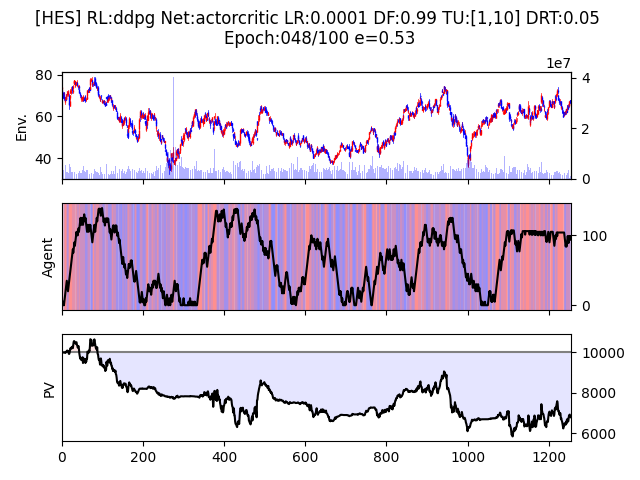 [HES] RL:ddpg Net:actorcritic LR:0.0001 DF:0.99 TU:[1,10] DRT:0.05
Epoch:048/100 e=0.53
1e7
80
60
40
Env.
4
2
0
Agent
100
0
PV
10000
8000
6000
0 200 400 600 800 1000 1200